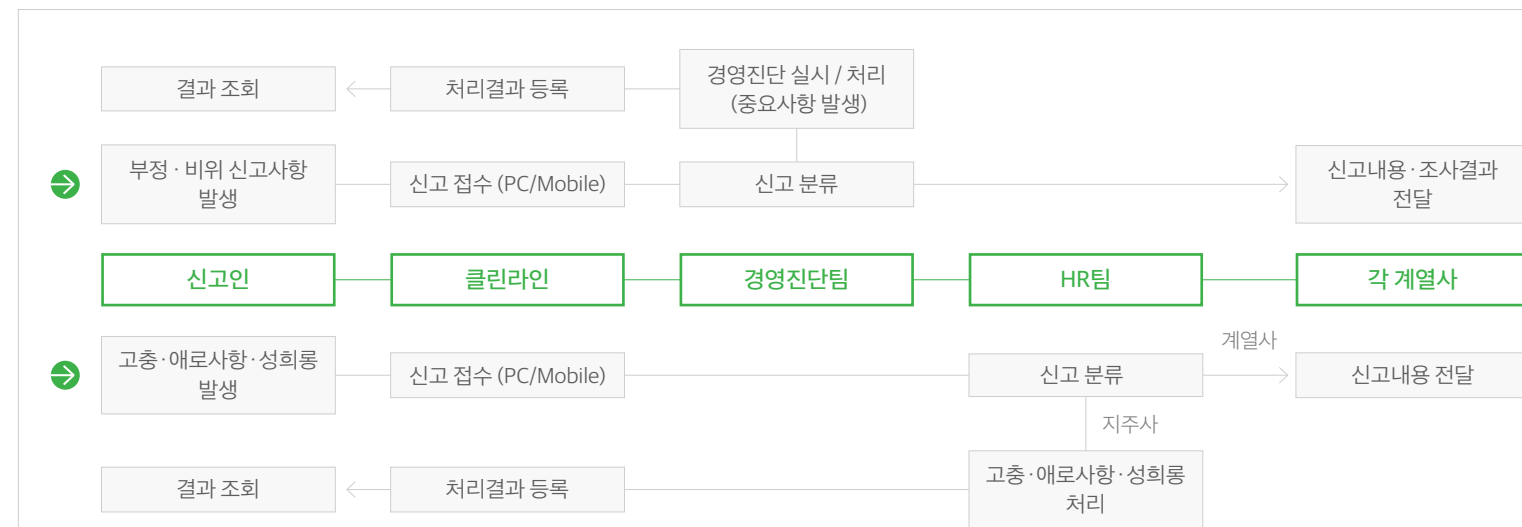 결과 조회
처리결과 등록
경영진단 실시 / 처리
(중요사항 발생)
부정 · 비위 신고사항
발생
신고 접수 (PC/Mobile)
신고 분류
신고내용 · 조사결과
전달
신고인
클린라인
경영진단팀
HR팀
각 계열사
고충 · 애로사항 · 성희롱
발생
신고 접수 (PC/Mobile)
신고 분류
계열사
신고내용 전달
지주사
결과 조회
처리결과 등록
고충 · 애로사항 · 성희롱
처리